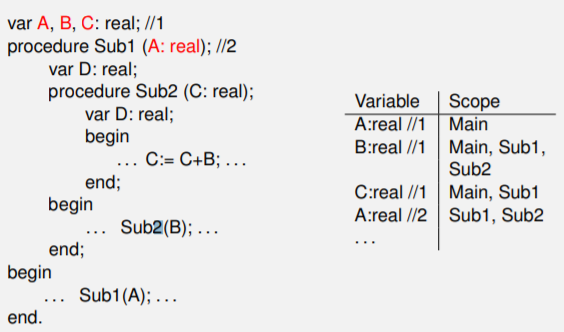 var A, B, C: real; //1
procedure Sub1 (A: real); //2
var D: real;
procedure Sub2 (C: real);
var D: real;
begin
... C:= C+B; ...
end;
begin
... Sub2(B); ...
end;
begin
... Sub1(A); ...
end.
Variable Scope
A:real //1 Main
B:real //1 Main, Sub1,
Sub2
C:real //1 Main, Sub1
A:real //2 Sub1, Sub2
...